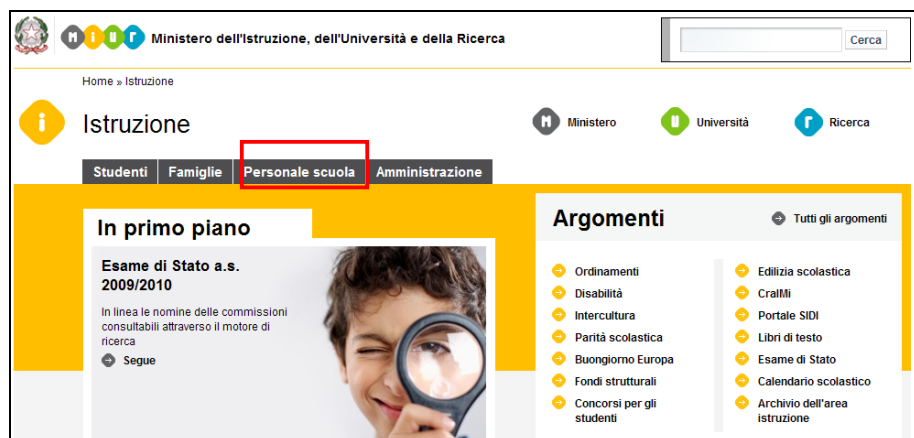 miur Ministero dell'Istruzione, dell'Università e della Ricerca
Cerca
Home » Istruzione
i
Istruzione
m Ministero
u Università
r Ricerca
Studenti Famiglie Personale scuola Amministrazione
In primo piano
Esame di Stato a.s.
2009/2010
In linea le nomine delle commissioni
consultabili attraverso il motore di
ricerca
Segue
Argomenti
Tutti gli argomenti
Ordinamenti
Disabilità
Intercultura
Parità scolastica
Buongiorno Europa
Fondi strutturali
Concorsi per gli
studenti
Edilizia scolastica
CralMi
Portale SIDI
Libri di testo
Esame di Stato
Calendario scolastico
Archivio dell'area
istruzione